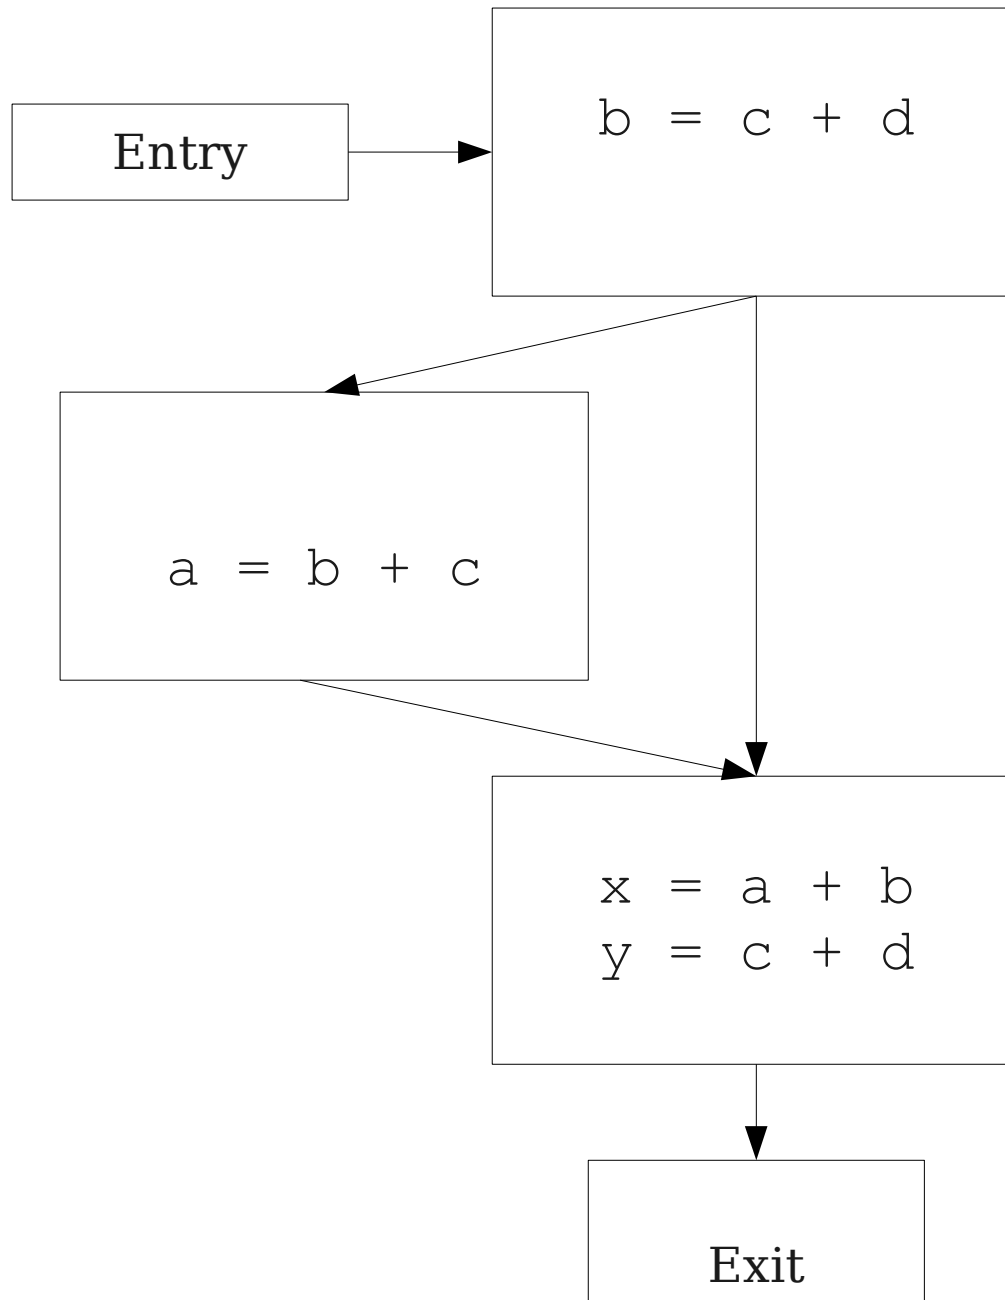 Entry
b = c + d
a = b + c
x = a + b
y = c + d
Exit